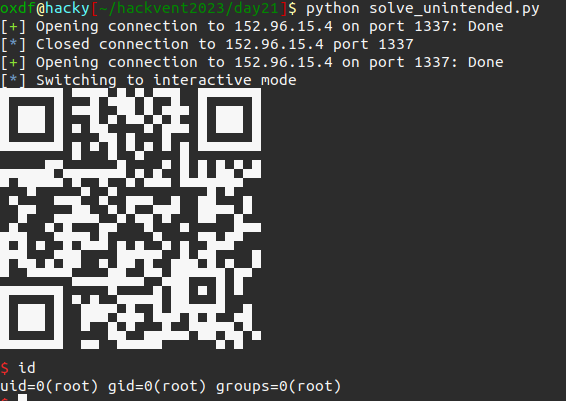 oxdf@hacky[~/hackvent2023/day21]$ python solve_unintended.py
[+] Opening connection to 152.96.15.4 on port 1337: Done
[*] Closed connection to 152.96.15.4 port 1337
[+] Opening connection to 152.96.15.4 on port 1337: Done
[*] Switching to interactive mode
$ id
uid=0(root) gid=0(root) groups=0(root)
$